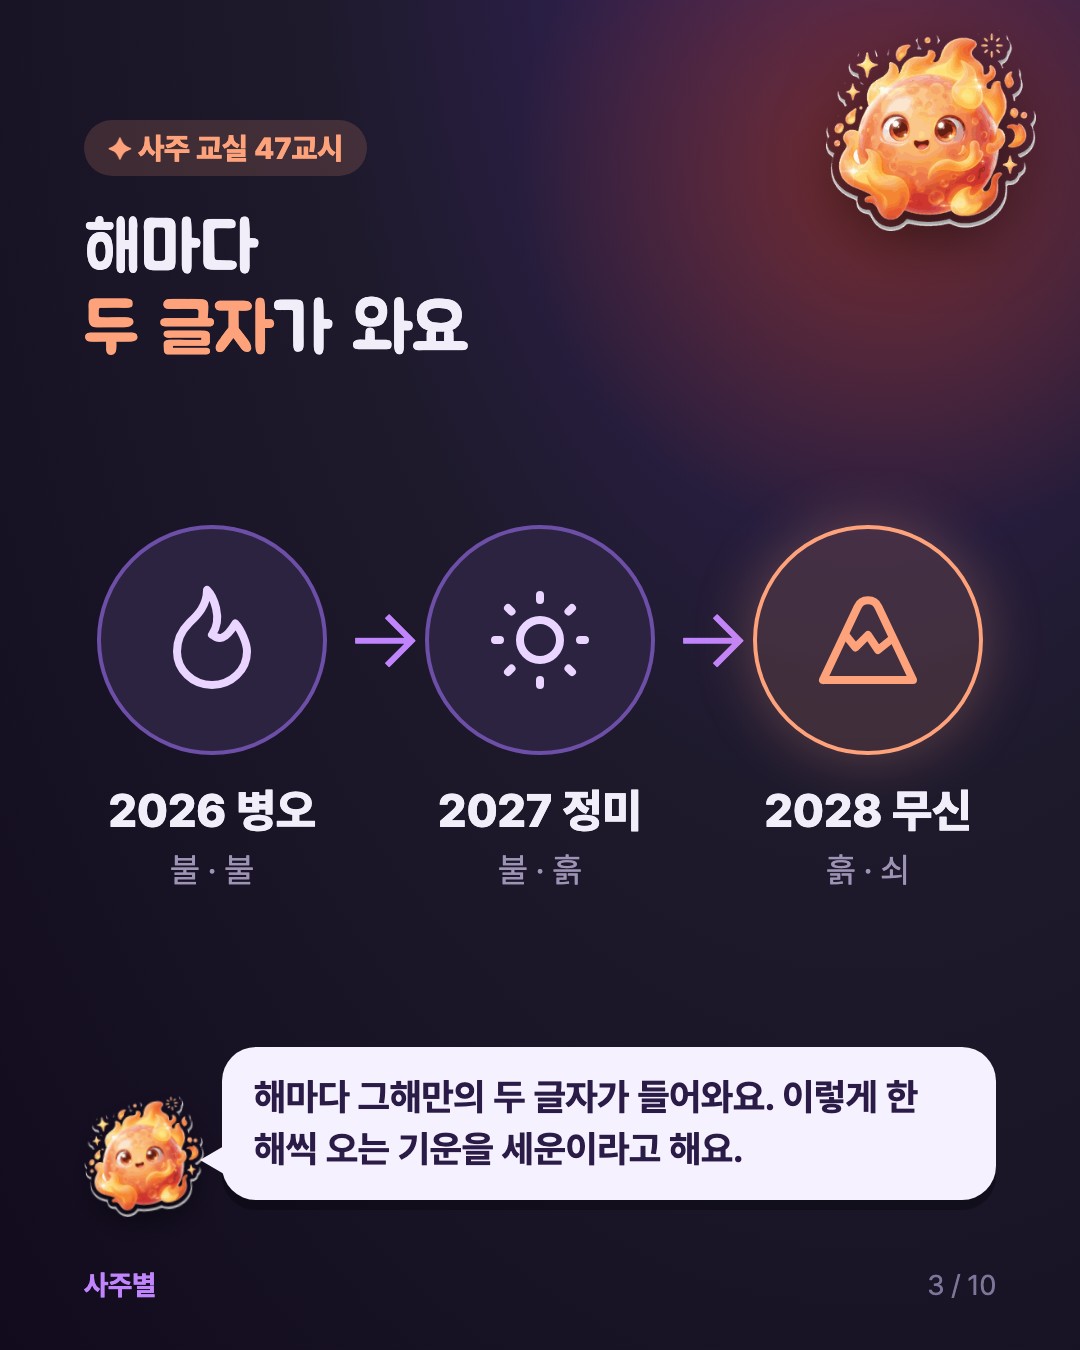 ✦ 사주 교실 47교시
해마다
두 글자가 와요
2026 병오
불 · 불
2027 정미
불 · 흙
2028 무신
흙 · 쇠
해마다 그해만의 두 글자가 들어와요. 이렇게 한
해씩 오는 기운을 세운이라고 해요.
사주별
3 / 10